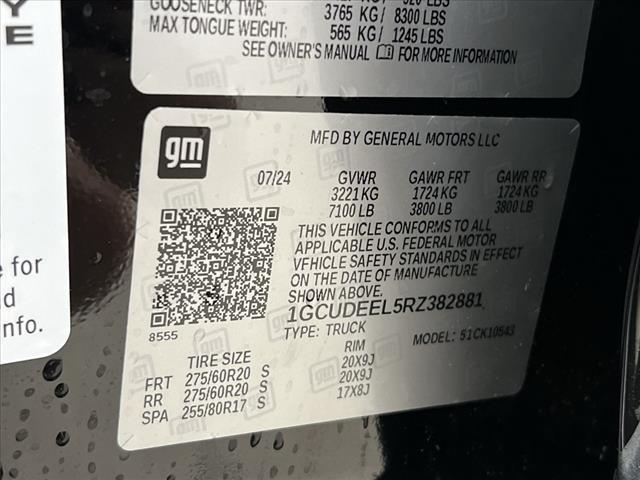 Y
E
GOOSENECK TWR:
3765 KG/ 8300 LBS
MAX TONGUE WEIGHT: 565 KG/ 1245 LBS
SEE OWNER'S MANUAL FOR MORE INFORMATION
gm
MFD BY GENERAL MOTORS LLC
07/24 GVWR GAWR FRT GAWR RR
3221 KG 1724 KG 1724 KG
7100 LB 3800 LB 3800 LB
THIS VEHICLE CONFORMS TO ALL
APPLICABLE U.S. FEDERAL MOTOR
VEHICLE SAFETY STANDARDS IN EFFECT
ON THE DATE OF MANUFACTURE
SHOWN ABOVE.
1GCUDEEL5RZ382881
8555
TYPE: TRUCK MODEL: 51CK10543
TIRE SIZE RIM
FRT 275/60R20 S 20X9J
RR 275/60R20 S 20X9J
SPA 255/80R17 S 17X8J
e for
d
nfo.